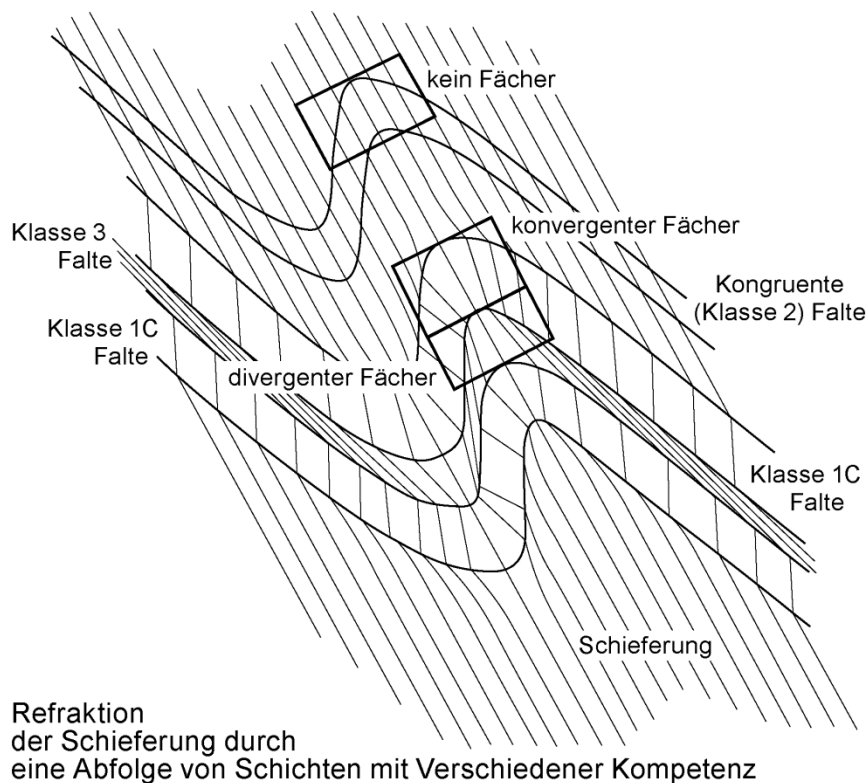 kein Fächer
konvergenter Fächer
Klasse 3
Falte
Kongruente
(Klasse 2) Falte
Klasse 1C
Falte
divergenter Fächer
Klasse 1C
Falte
Schieferung
Refraktion
der Schieferung durch
eine Abfolge von Schichten mit Verschiedener Kompetenz